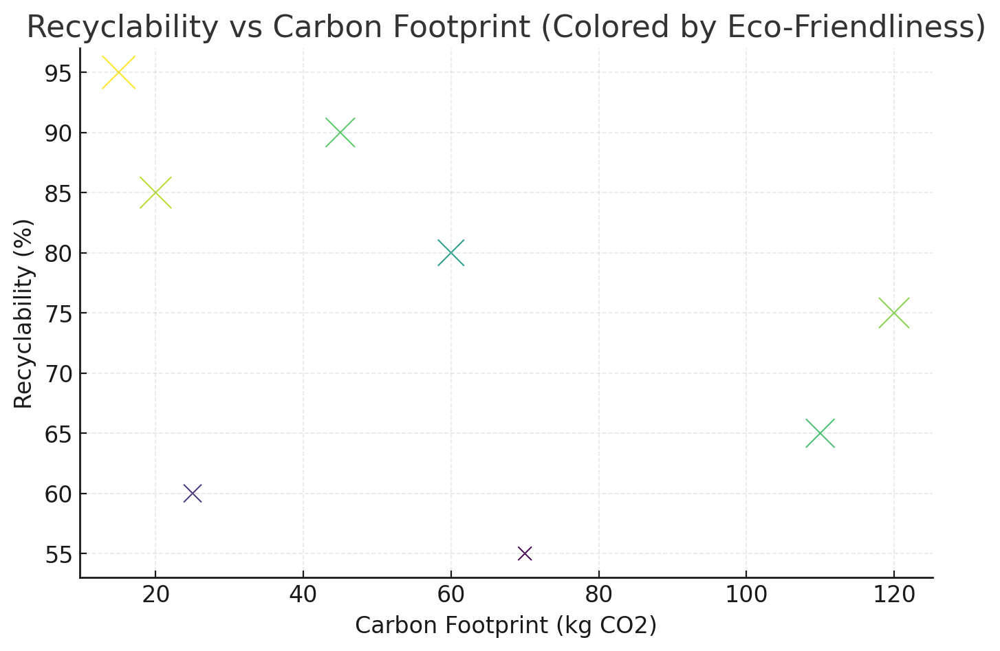 Recyclability vs Carbon Footprint (Colored by Eco-Friendliness)
95
90
85
80
75
70
65
60
55
Recyclability (%)
20 40 60 80 100 120
Carbon Footprint (kg CO2)